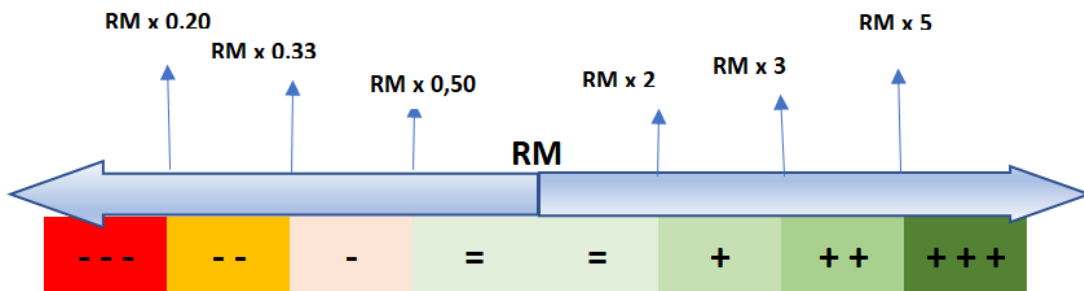 RM x 0.20
RM x 0.33
RM x 0,50
RM
RM x 2
RM x 3
RM x 5
- - -
- -
-
=
=
+
+ +
+ + +